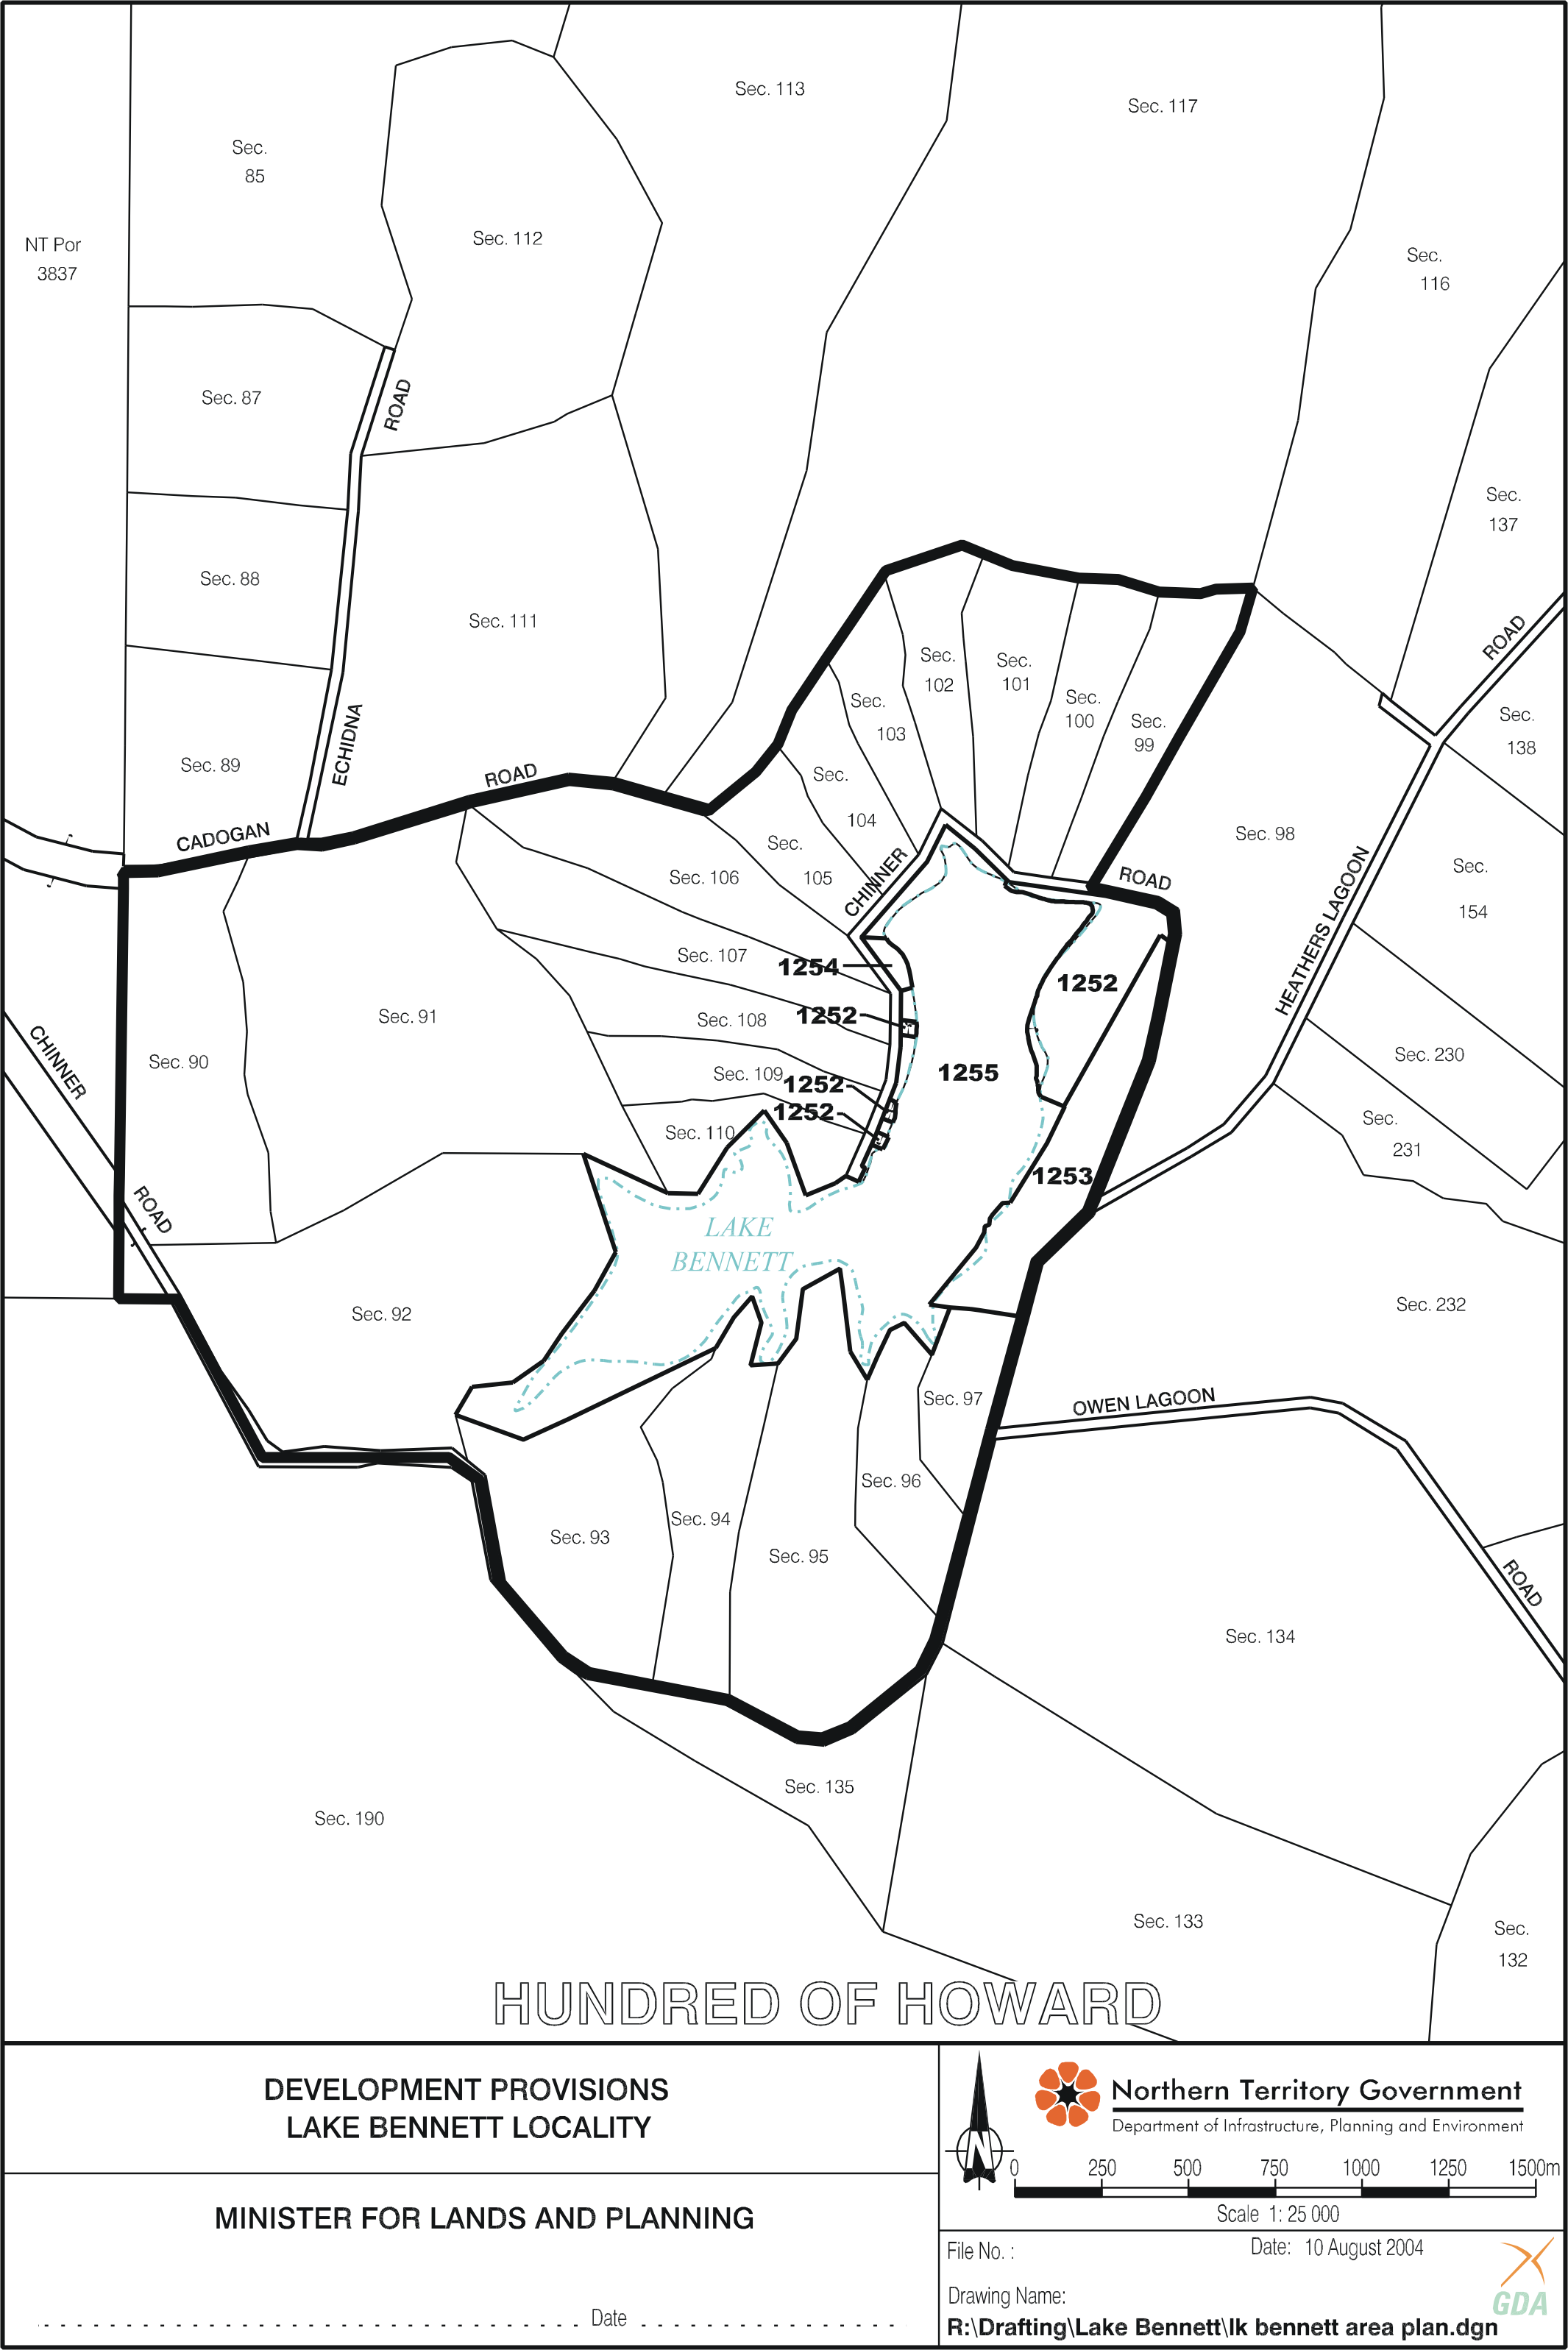 Sec. 113
Sec. 117
Sec.
85
Sec. 112
NT Por
3837
Sec.
116
Sec. 87
ROAD
Sec.
137
Sec. 88
Sec. 111
ROAD
Sec.
102
Sec.
101
Sec.
103
Sec.
100
Sec.
99
Sec.
138
Sec. 89
ECHIDNA
ROAD
CADOGAN
Sec.
104
Sec. 98
Sec.
105
Sec. 106
CHINNER
ROAD
HEATHERS LAGOON
Sec.
154
Sec. 107
1254
1252
Sec. 91
Sec. 108
1252
Sec. 90
CHINNER
ROAD
Sec. 109
1252
1255
Sec. 230
1252
Sec. 110
Sec.
231
1253
LAKE
BENNETT
Sec. 92
Sec. 232
Sec. 97
OWEN LAGOON
ROAD
Sec. 96
Sec. 94
Sec. 93
Sec. 95
Sec. 134
Sec. 135
Sec. 190
Sec. 133
Sec.
132
HUNDRED OF HOWARD
DEVELOPMENT PROVISIONS
LAKE BENNETT LOCALITY
MINISTER FOR LANDS AND PLANNING
Date
N
Northern Territory Government
Department of Infrastructure, Planning and Environment
0 250 500 750 1000 1250 1500m
Scale 1: 25 000
File No. :
Date: 10 August 2004
Drawing Name:
R:\Drafting\Lake Bennett\lk bennett area plan.dgn
GDA